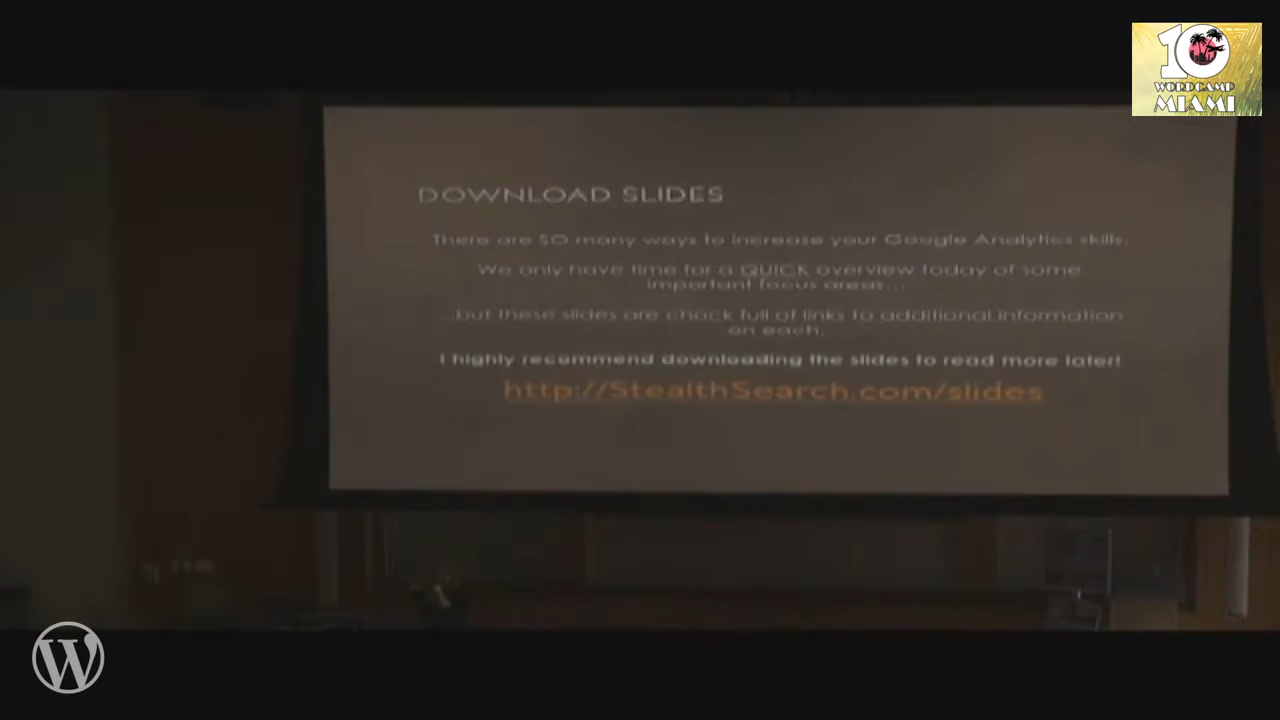 10
WORDCAMP
MIAMI
DOWNLOAD SLIDES
There are SO many ways to increase your Google Analytics skills.
We only have time for a QUICK overview today of some
important focus areas...
...but these slides are chock full of links to additional information
on each.
I highly recommend downloading the slides to read more later!
http://StealthSearch.com/slides
W